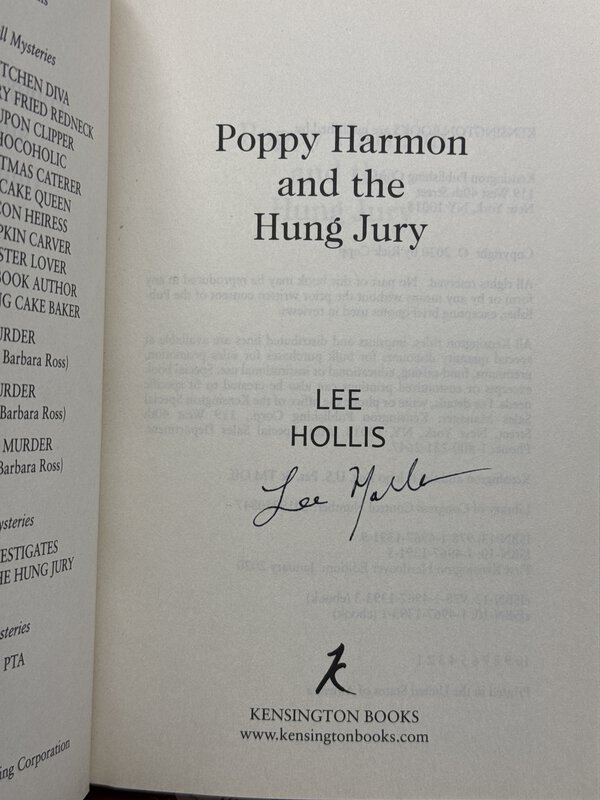 ll Mysteries
TCHEN DIVA
RY FRIED REDNECK
UPON CLIPPER
HOCOHOLIC
TMAS CATERER
CAKE QUEEN
CON HEIRESS
PKIN CARVER
STER LOVER
BOOK AUTHOR
NG CAKE BAKER
URDER
Barbara Ross)
URDER
Barbara Ross)
MURDER
Barbara Ross)
ysteries
ESTIGATES
HE HUNG JURY
steries
PTA
ing Corporation
Poppy Harmon
and the
Hung Jury
LEE
HOLLIS
Lee Hollis
K
KENSINGTON BOOKS
www.kensingtonbooks.com